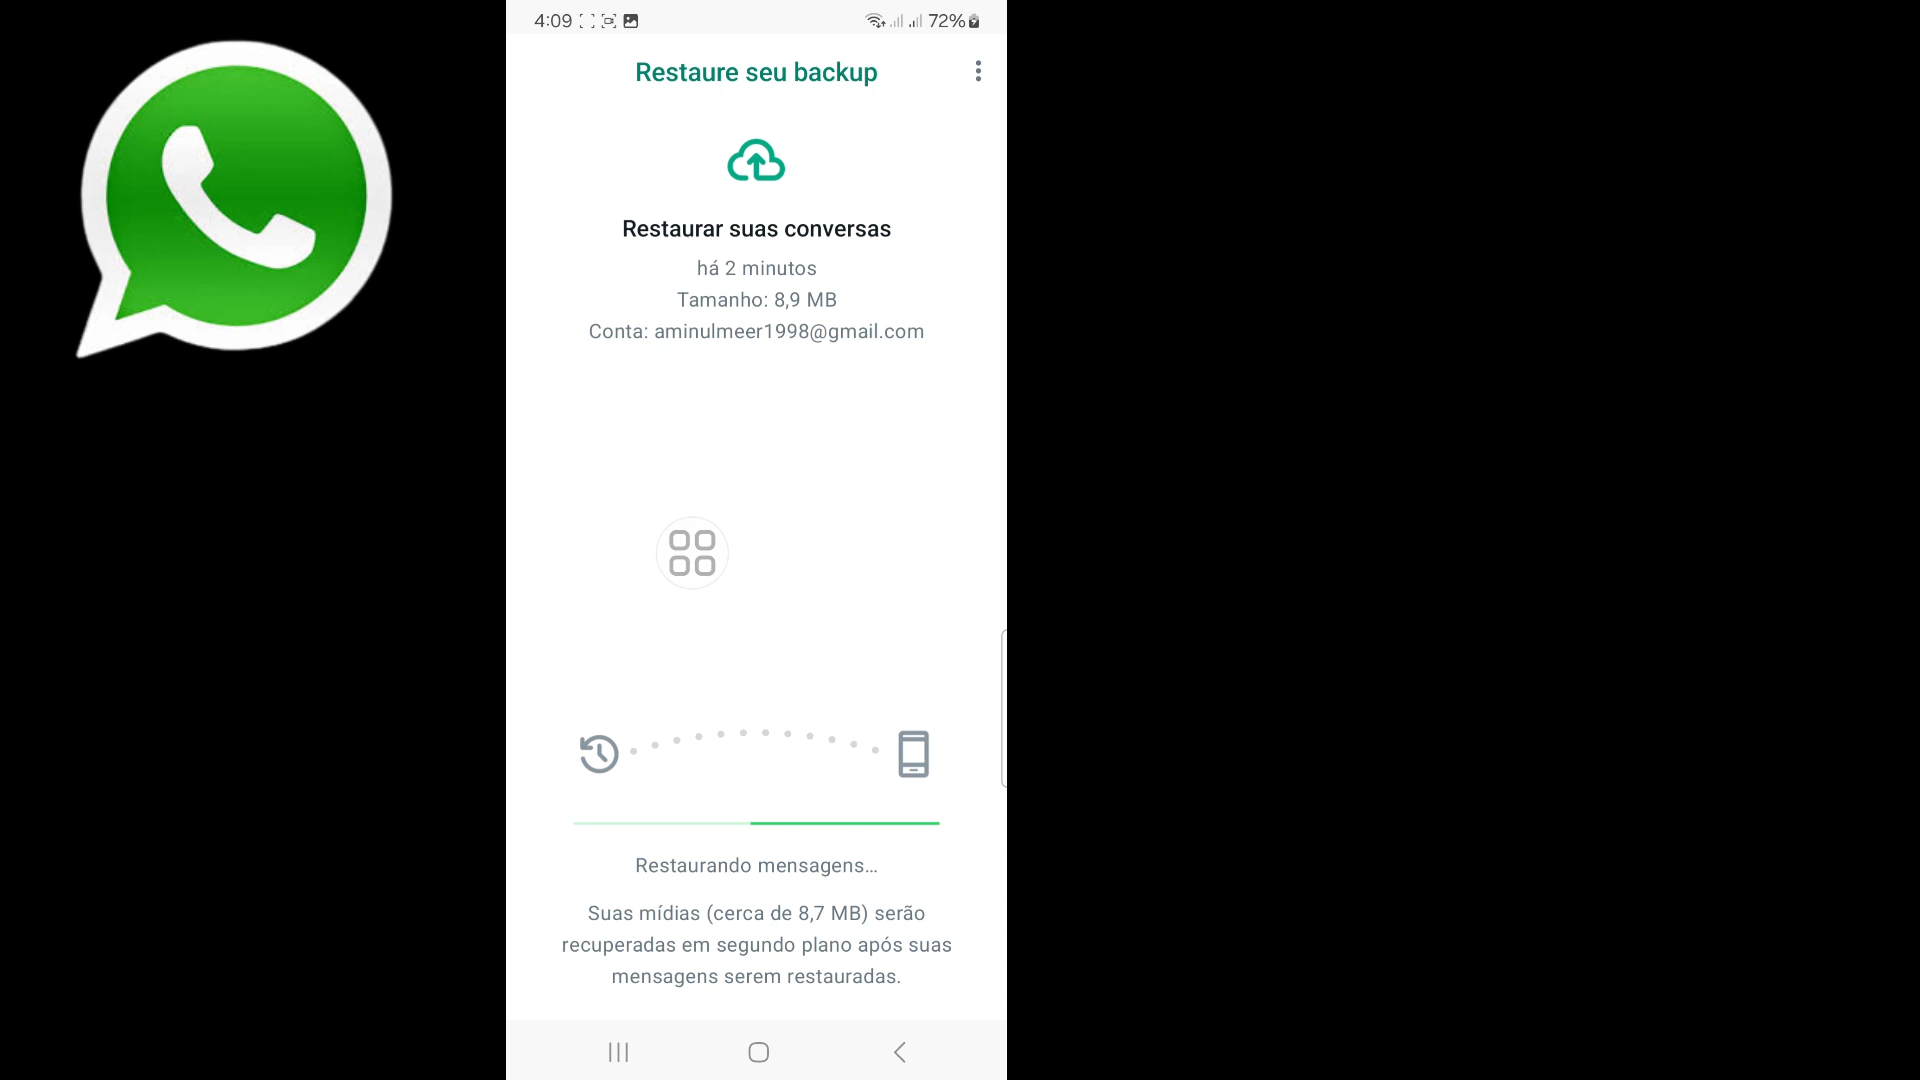 4:09
72%
Restaure seu backup
Restaurar suas conversas
há 2 minutos
Tamanho: 8,9 MB
Conta: aminulmeer1998@gmail.com
Restaurando mensagens…
Suas mídias (cerca de 8,7 MB) serão
recuperadas em segundo plano após suas
mensagens serem restauradas.